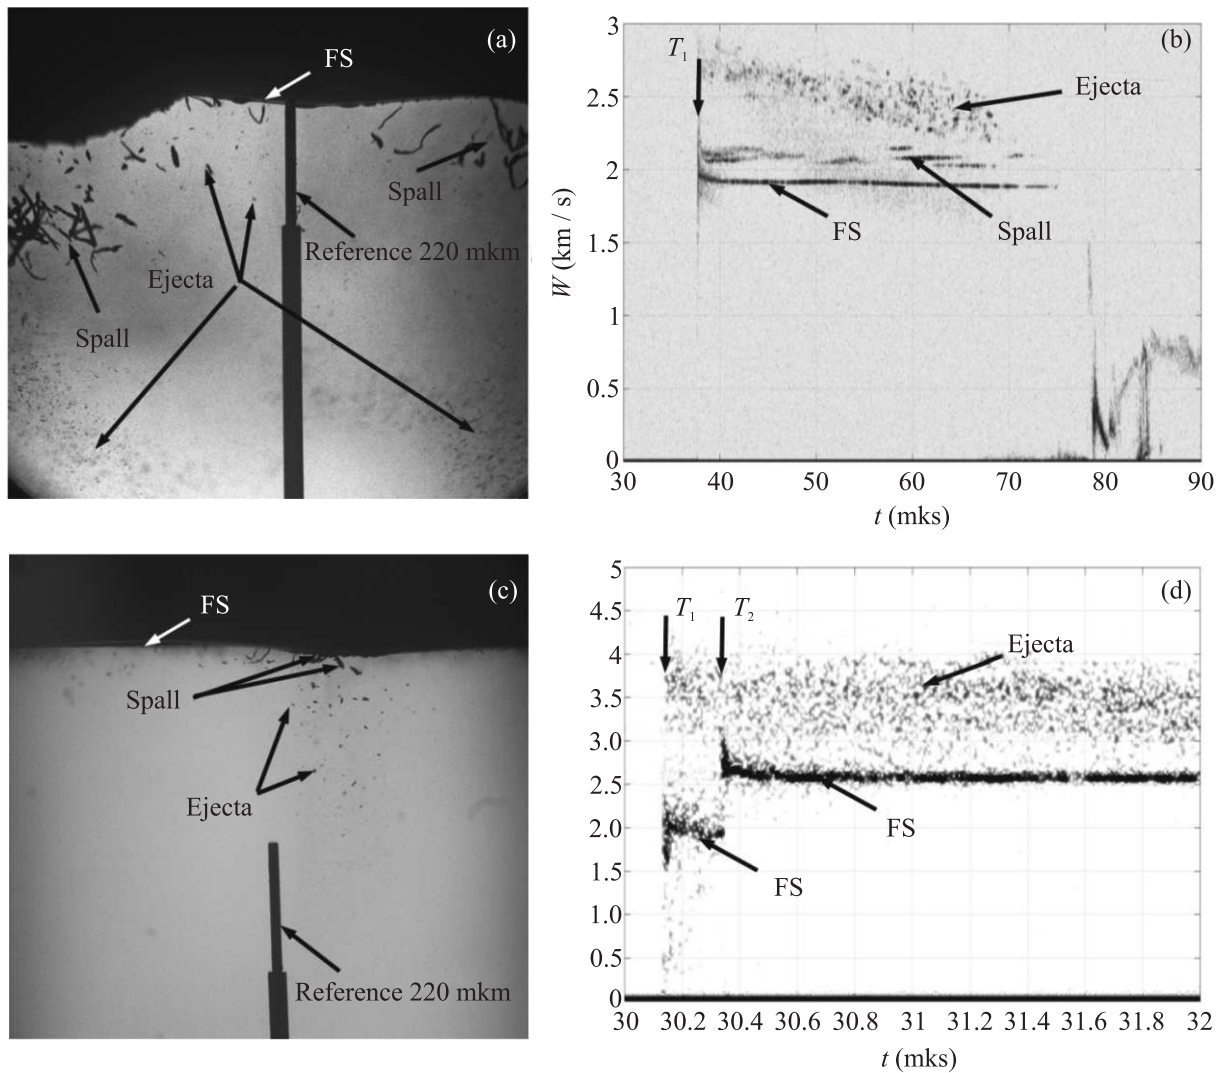 (a)
FS
Spall
Reference 220 mkm
Ejecta
Spall
(b)
T1
Ejecta
FS
Spall
W (km / s)
3
2.5
2
1.5
1
0.5
0
30 40 50 60 70 80 90
t (mks)
(c)
FS
Spall
Ejecta
Reference 220 mkm
(d)
T1 T2
Ejecta
FS
FS
5
4.5
4
3.5
3.0
2.5
2.0
1.5
1.0
0.5
0
30 30.2 30.4 30.6 30.8 31 31.2 31.4 31.6 31.8 32
t (mks)